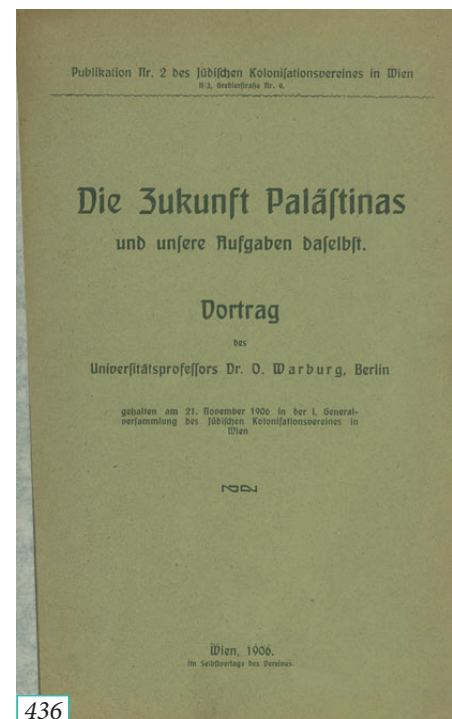 Publikation Nr. 2 des Jüdischen Kolonisationsvereines in Wien
Die Zukunft Palästinas
und unsere Aufgaben daselbst.
Vortrag
des
Universitätsprofessors Dr. O. Warburg, Berlin
gehalten am 21. November 1906 in der I. General-
versammlung des Jüdischen Kolonisationsvereines in
Wien
Wien, 1906.
Im Selbstverlage des Vereines.
436